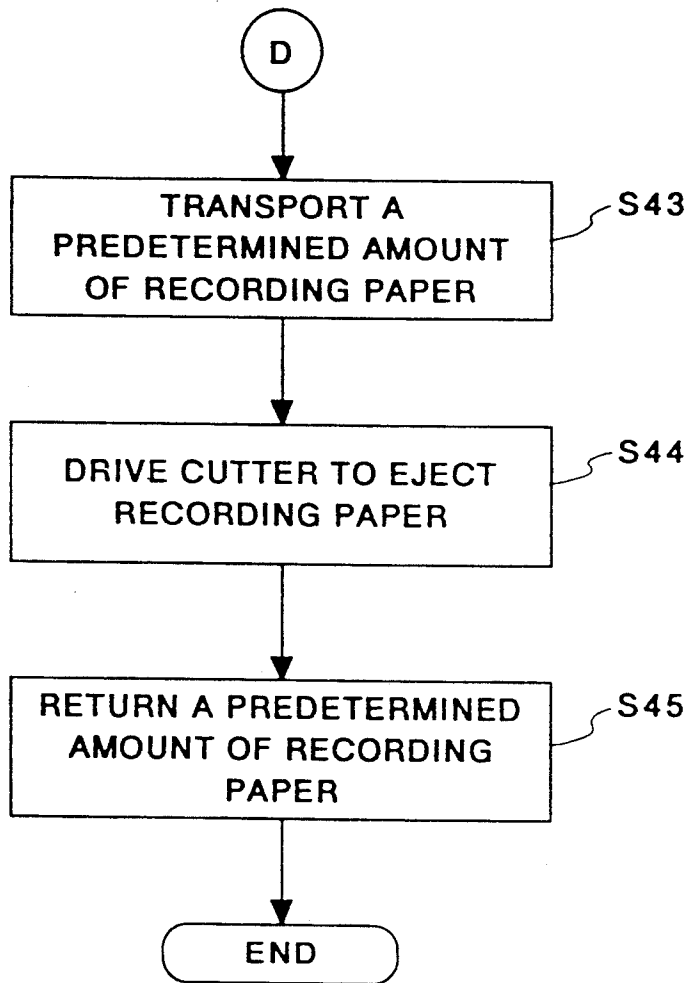 D
TRANSPORT A
PREDETERMINED AMOUNT
OF RECORDING PAPER
S43
DRIVE CUTTER TO EJECT
RECORDING PAPER
S44
RETURN A PREDETERMINED
AMOUNT OF RECORDING
PAPER
S45
END